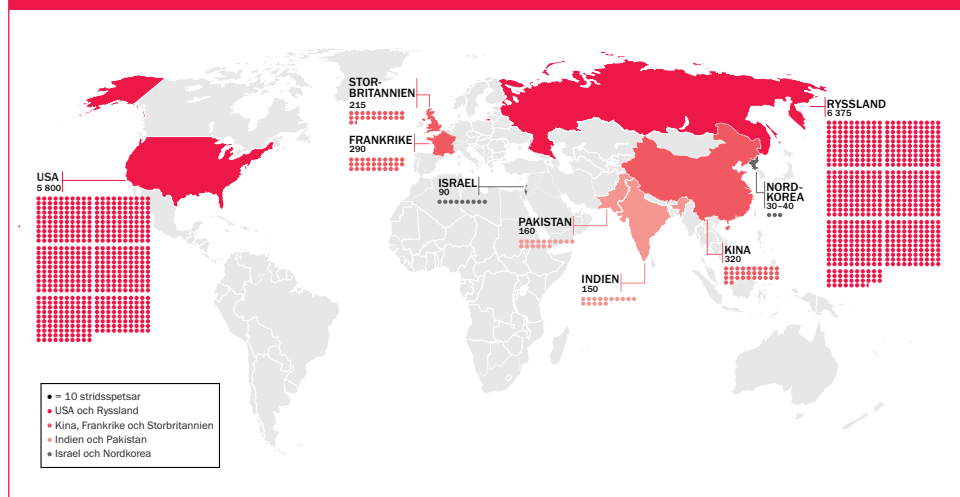 STOR-
BRITANNIEN
215
FRANKRIKE
290
RYSSLAND
6 375
USA
5 800
ISRAEL
90
NORD-
KOREA
30–40
PAKISTAN
160
KINA
320
INDIEN
150
= 10 stridsspetsar
USA och Ryssland
Kina, Frankrike och Storbritannien
Indien och Pakistan
Israel och Nordkorea